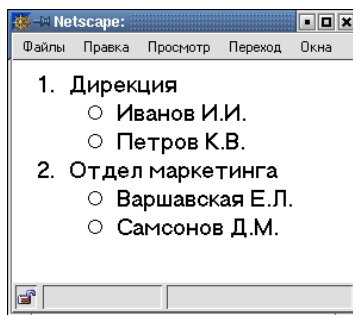 Netscape:
Файлы Правка Просмотр Переход Окна
1. Дирекция
○ Иванов И.И.
○ Петров К.В.
2. Отдел маркетинга
○ Варшавская Е.Л.
○ Самсонов Д.М.